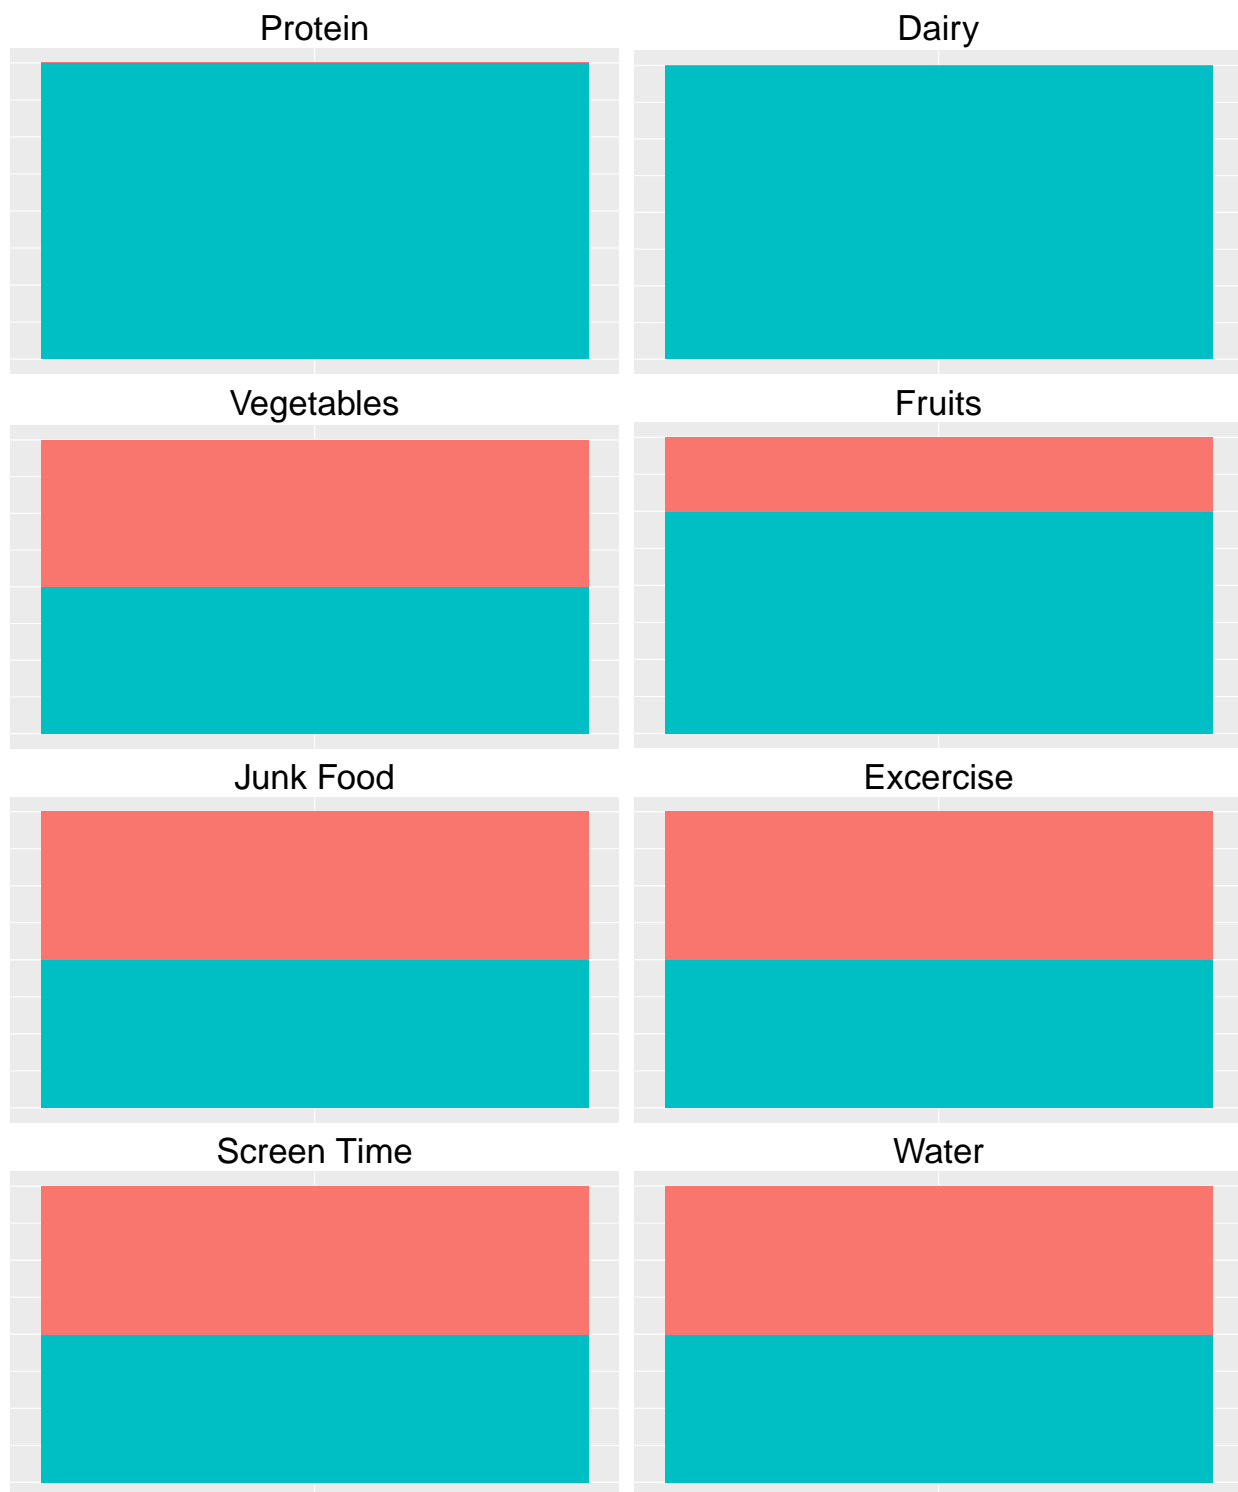 Protein
Dairy
Vegetables
Fruits
Junk Food
Excercise
Screen Time
Water